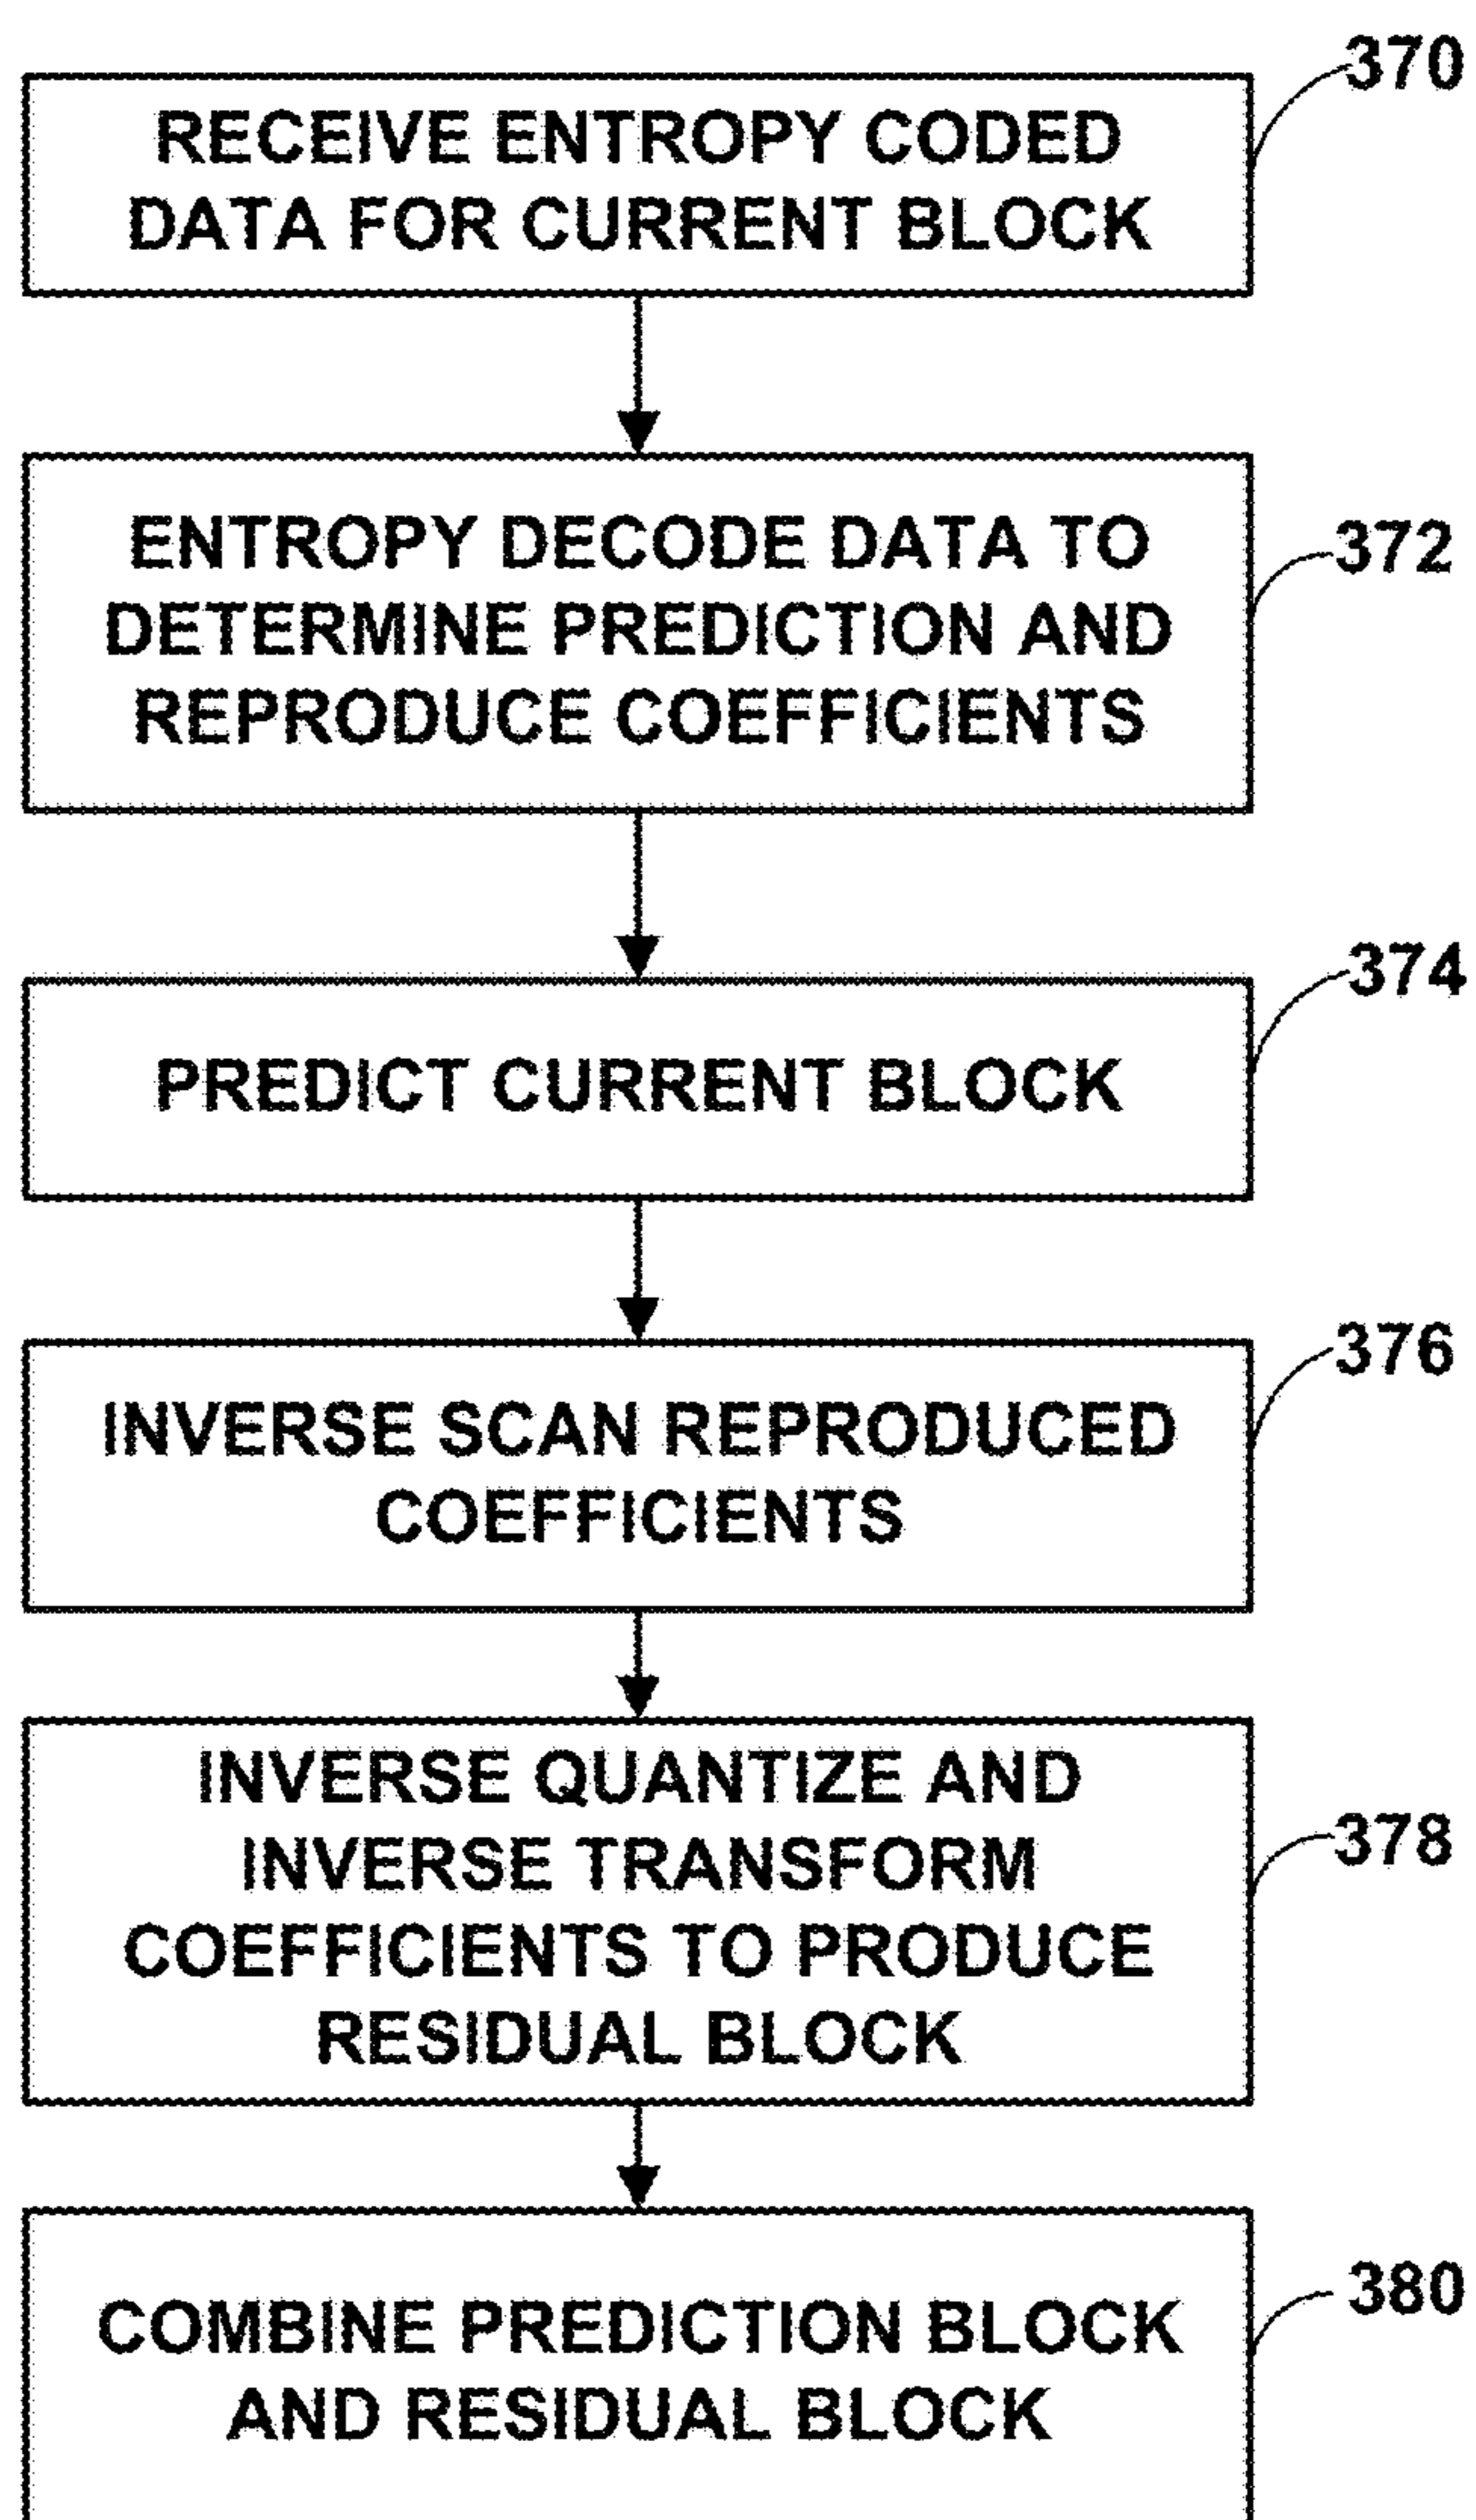 370
RECEIVE ENTROPY CODED
DATA FOR CURRENT BLOCK
372
ENTROPY DECODE DATA TO
DETERMINE PREDICTION AND
REPRODUCE COEFFICIENTS
374
PREDICT CURRENT BLOCK
376
INVERSE SCAN REPRODUCED
COEFFICIENTS
378
INVERSE QUANTIZE AND
INVERSE TRANSFORM
COEFFICIENTS TO PRODUCE
RESIDUAL BLOCK
380
COMBINE PREDICTION BLOCK
AND RESIDUAL BLOCK